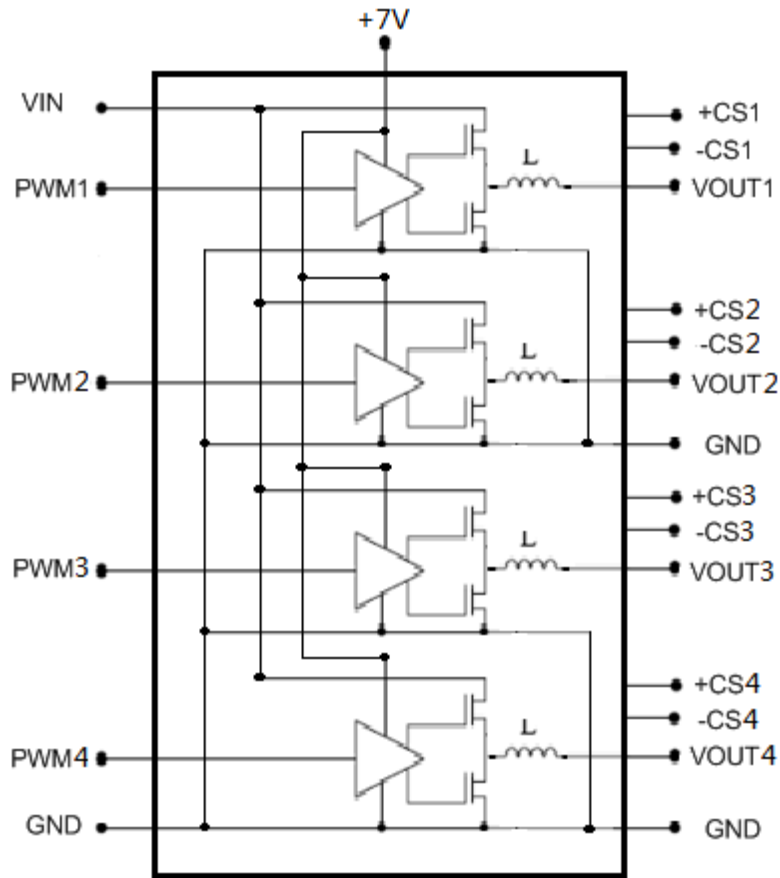 +7V
VIN
+CS1
-CS1
L
PWM1
VOUT1
+CS2
-CS2
L
PWM2
VOUT2
GND
+CS3
-CS3
L
PWM3
VOUT3
+CS4
-CS4
L
PWM4
VOUT4
GND
GND